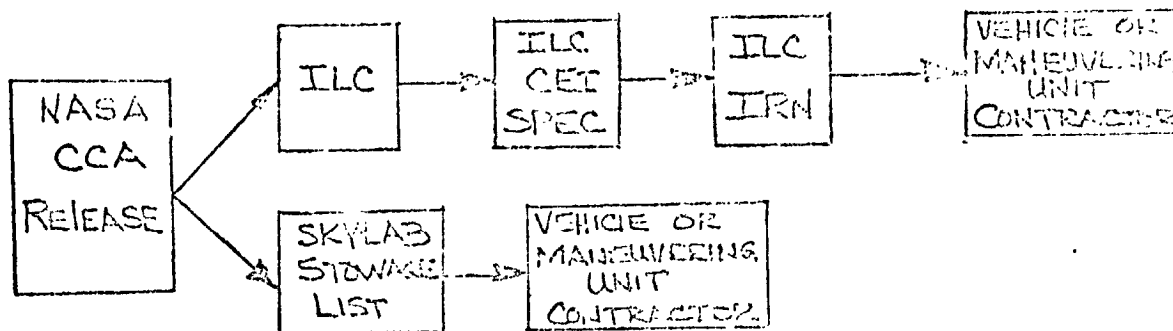 NASA
CCA
RELEASE
ILC
ILC
CEI
SPEC
ILC
IRN
VEHICLE OR
MANEUVERING
UNIT
CONTRACTOR
SKYLAB
STOWAGE
LIST
VEHICLE OR
MANEUVERING
UNIT
CONTRACTOR